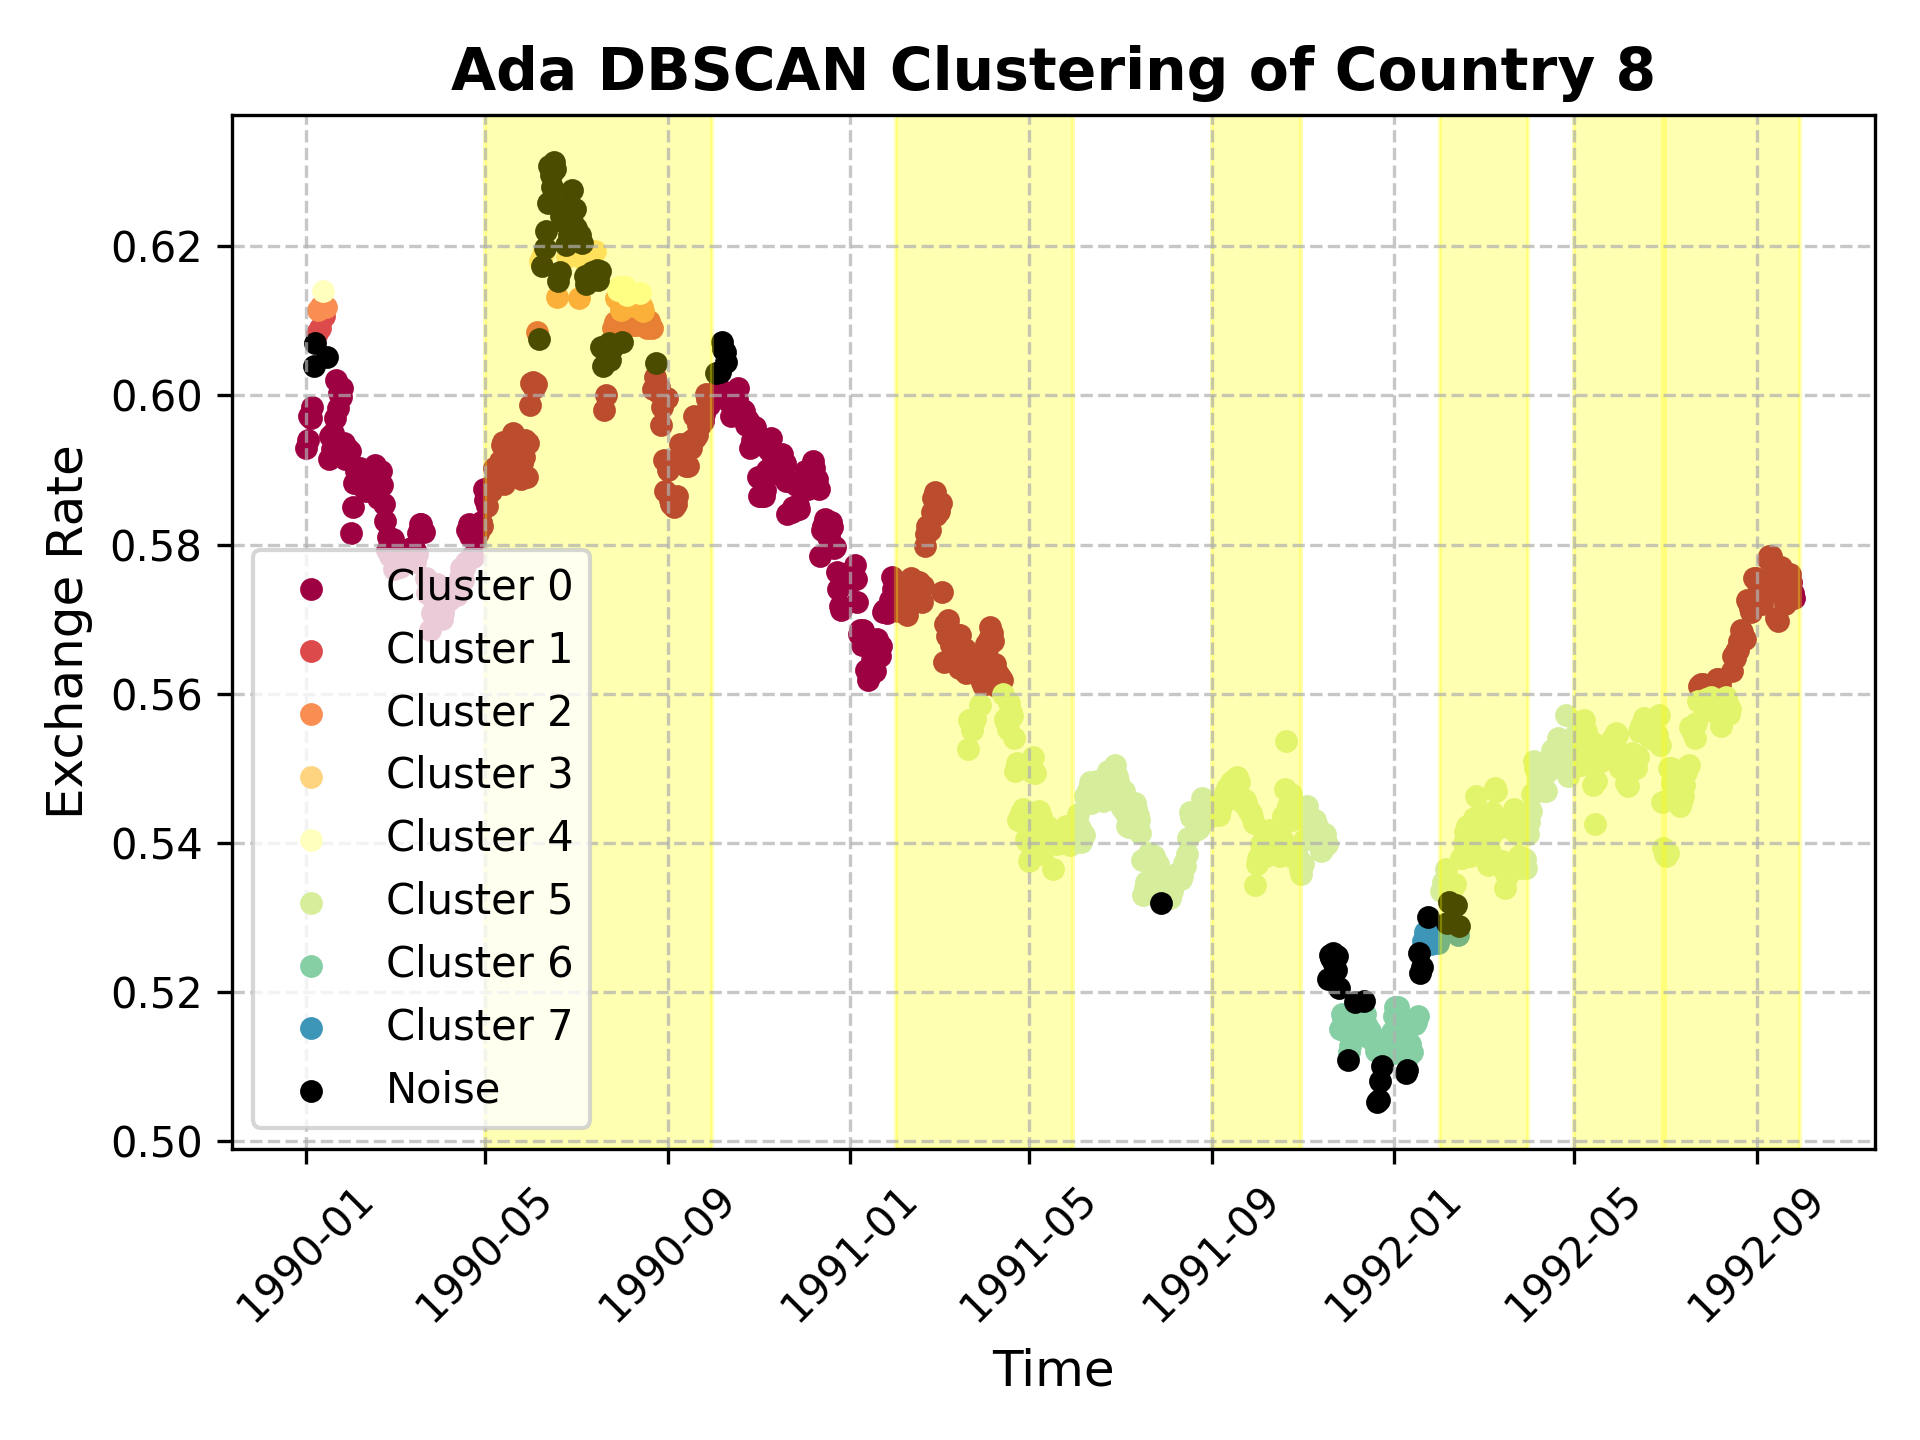 Ada DBSCAN Clustering of Country 8
Exchange Rate
0.62
0.60
0.58
0.56
0.54
0.52
0.50
Cluster 0
Cluster 1
Cluster 2
Cluster 3
Cluster 4
Cluster 5
Cluster 6
Cluster 7
Noise
1990-01
1990-05
1990-09
1991-01
1991-05
1991-09
1992-01
1992-05
1992-09
Time